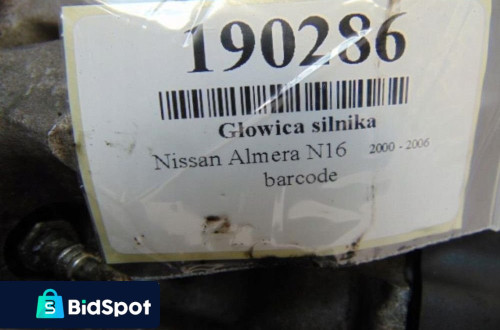 190286
Glowica silnika
Nissan Almera N16 2000 - 2006
barcode
BidSpot